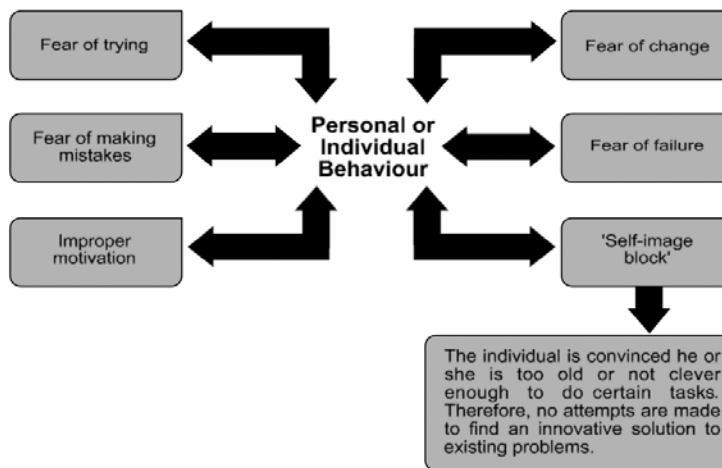 Fear of trying
Fear of change
Fear of making
mistakes
Personal or
Individual
Behaviour
Fear of failure
Improper
motivation
'Self-image
block'
The individual is convinced he or
she is too old or not clever
enough to do certain tasks.
Therefore, no attempts are made
to find an innovative solution to
existing problems.